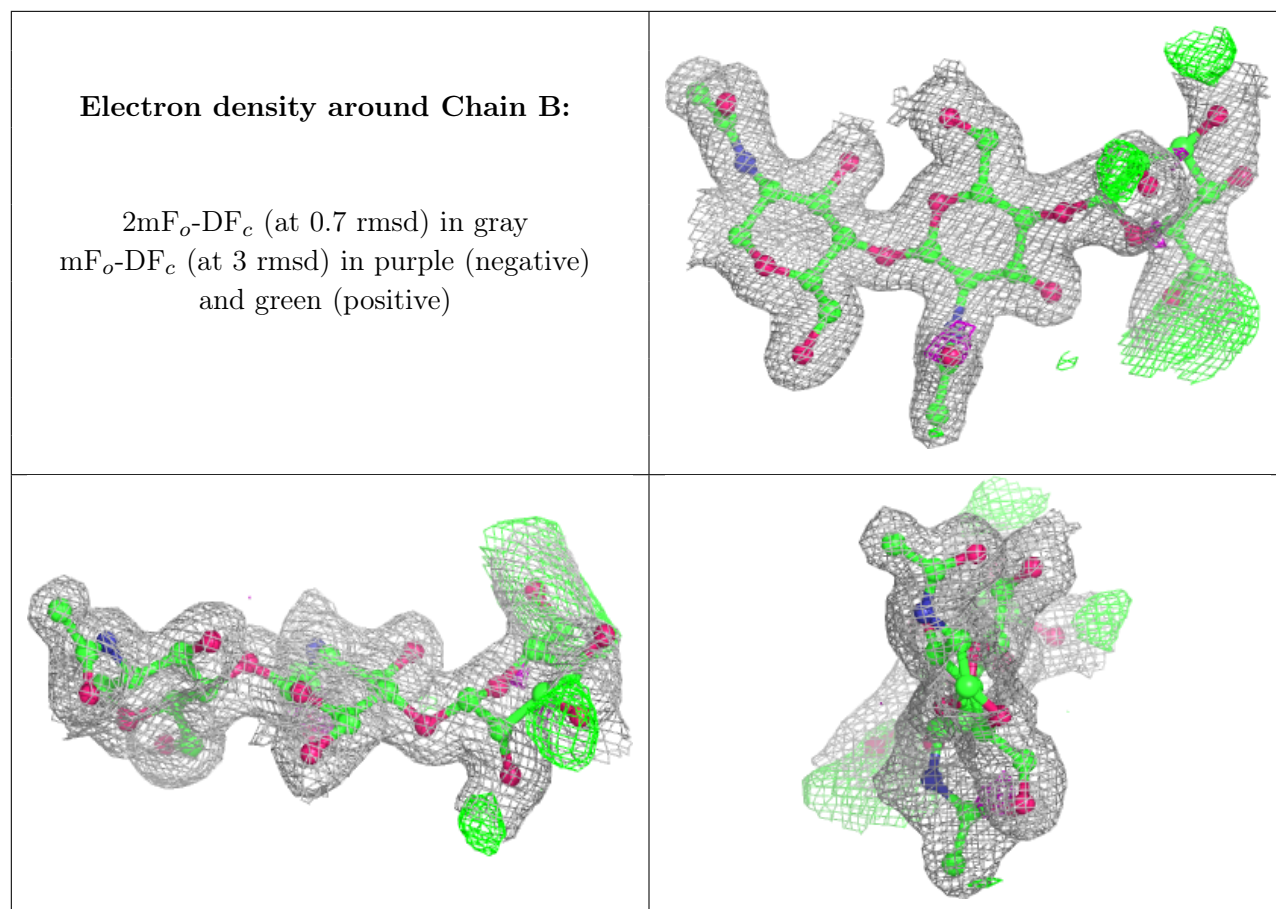 Electron density around Chain B:
2mFₒ-DF𝒸 (at 0.7 rmsd) in gray
mFₒ-DF𝒸 (at 3 rmsd) in purple (negative)
and green (positive)